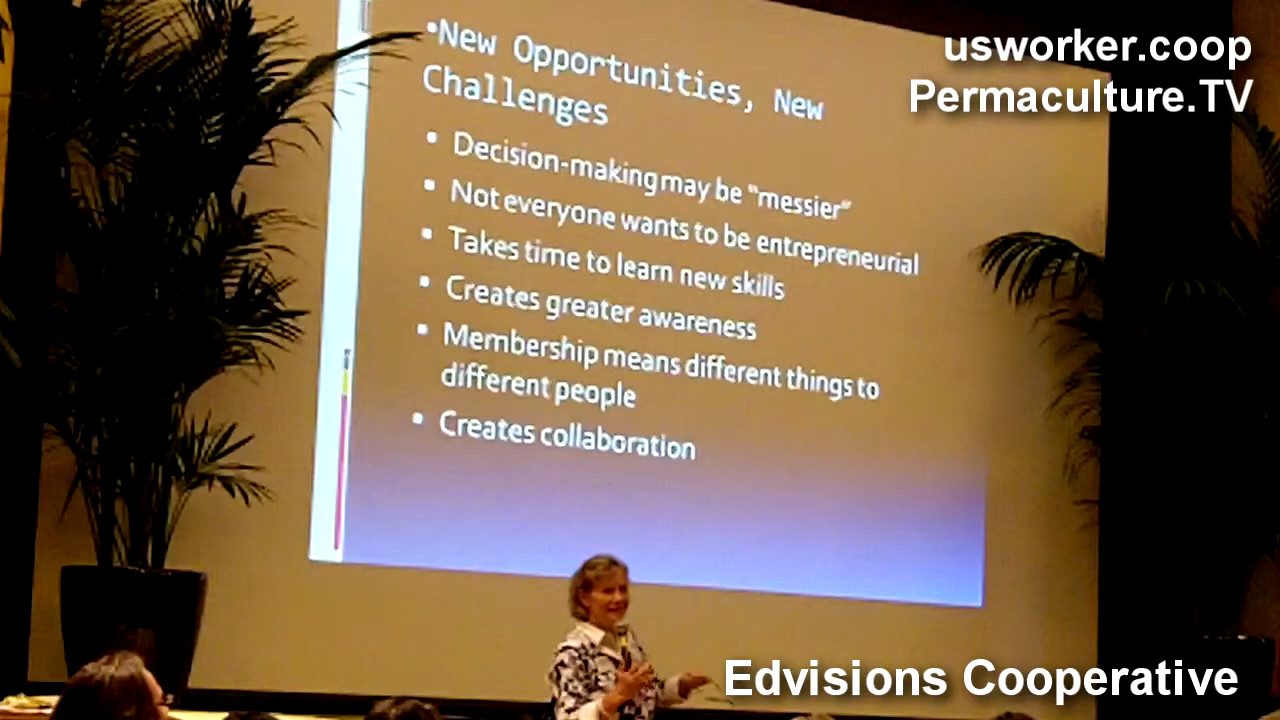 usworker.coop
Permaculture.TV
•New Opportunities, New
Challenges
▪ Decision-making may be "messier"
▪ Not everyone wants to be entrepreneurial
▪ Takes time to learn new skills
▪ Creates greater awareness
▪ Membership means different things to
different people
▪ Creates collaboration
Edvisions Cooperative